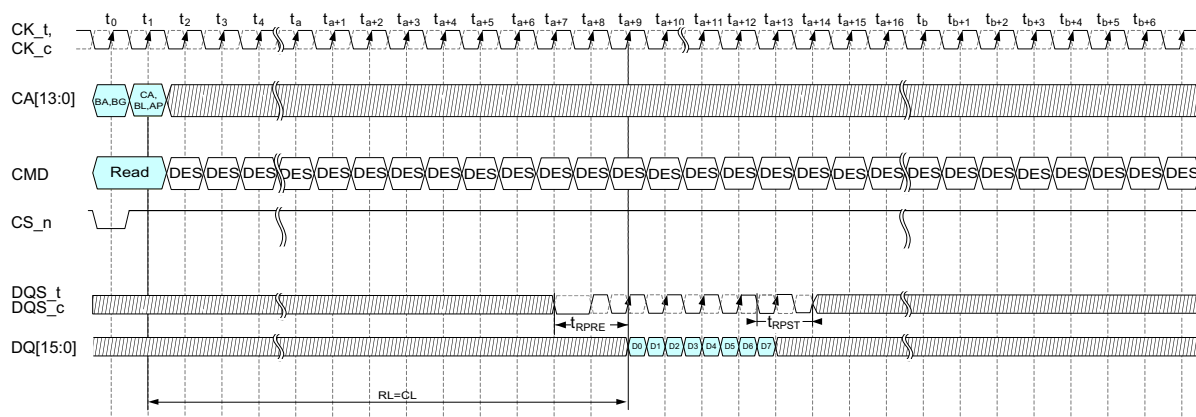 t0 t1 t2 t3 t4 ta ta+1 ta+2 ta+3 ta+4 ta+5 ta+6 ta+7 ta+8 ta+9 ta+10 ta+11 ta+12 ta+13 ta+14 ta+15 ta+16 tb tb+1 tb+2 tb+3 tb+4 tb+5 tb+6
CK_t,
CK_c
CA[13:0] BA,BG CA, BL,AP
CMD Read DES DES DES DES DES DES DES DES DES DES DES DES DES DES DES DES DES DES DES DES DES DES DES DES DES DES DES DES
CS_n
DQS_t
DQS_c
tRPRE tRPST
DQ[15:0] D0 D1 D2 D3 D4 D5 D6 D7
RL=CL